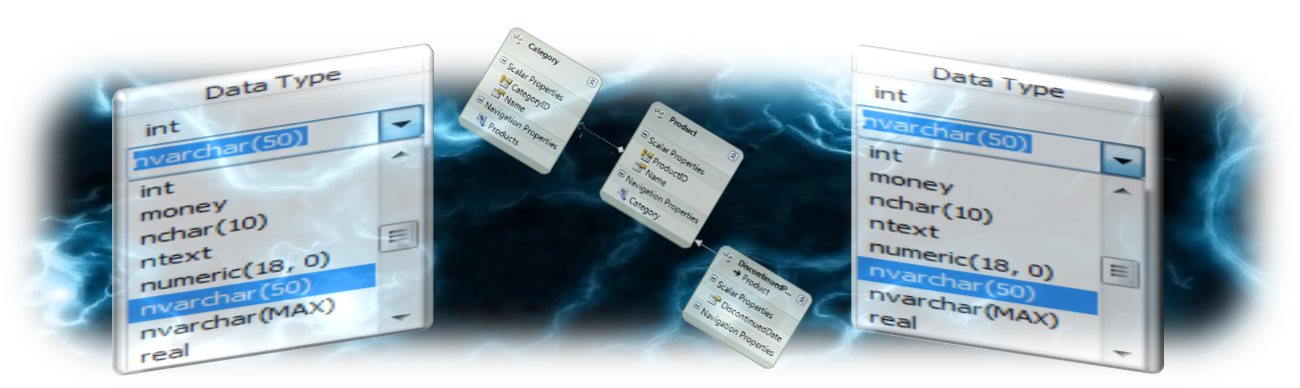 Data Type
int
nvarchar(50)
int
money
nchar(10)
ntext
numeric(18, 0)
nvarchar(50)
nvarchar(MAX)
real
Category
Scalar Properties
CategoryID
Name
Navigation Properties
Products
Product
Scalar Properties
ProductID
Name
Navigation Properties
Category
DiscontinuedP...
Product
Scalar Properties
DiscontinuedDate
Navigation Properties
Data Type
int
nvarchar(50)
int
money
nchar(10)
ntext
numeric(18, 0)
nvarchar(50)
nvarchar(MAX)
real